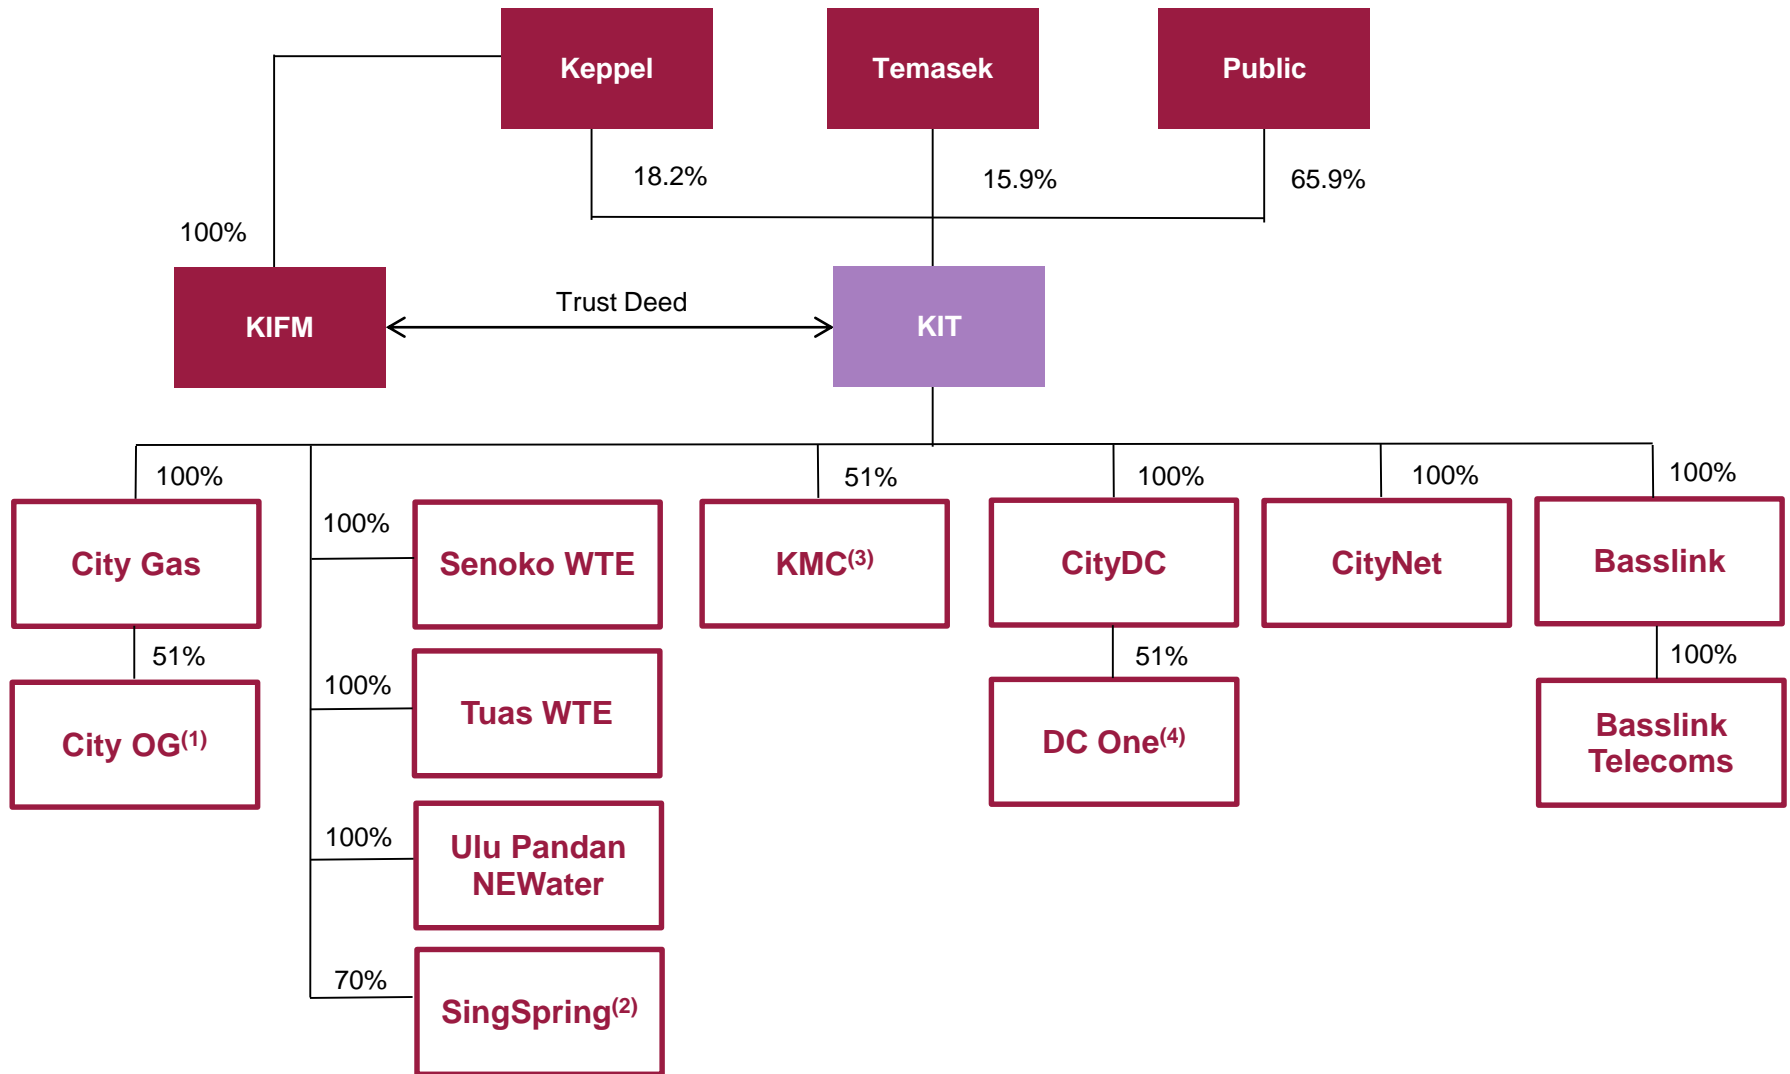 Keppel
Temasek
Public
18.2%
15.9%
65.9%
100%
KIFM
Trust Deed
KIT
100%
51%
100%
100%
100%
City Gas
100%
Senoko WTE
KMC(3)
CityDC
CityNet
Basslink
51%
51%
100%
City OG(1)
100%
Tuas WTE
DC One(4)
Basslink
Telecoms
100%
Ulu Pandan
NEWater
70%
SingSpring(2)